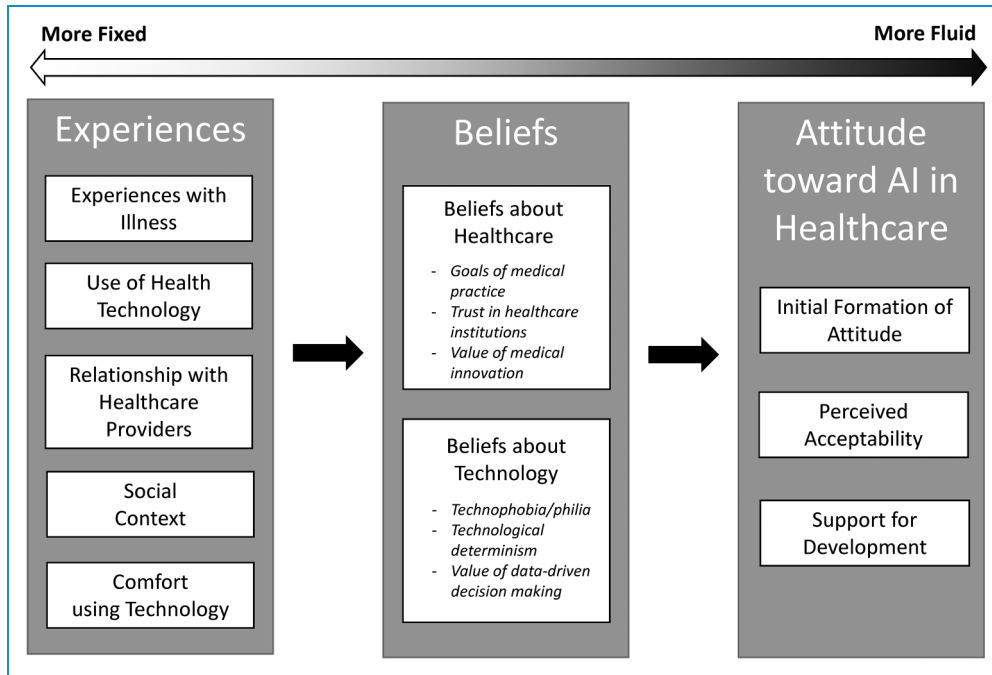 More Fixed
More Fluid
Experiences
Experiences with
Illness
Use of Health
Technology
Relationship with
Healthcare
Providers
Social
Context
Comfort
using Technology
Beliefs
Beliefs about
Healthcare
- Goals of medical
practice
- Trust in healthcare
institutions
- Value of medical
innovation
Beliefs about
Technology
- Technophobia/philia
- Technological
determinism
- Value of data-driven
decision making
Attitude
toward AI in
Healthcare
Initial Formation of
Attitude
Perceived
Acceptability
Support for
Development